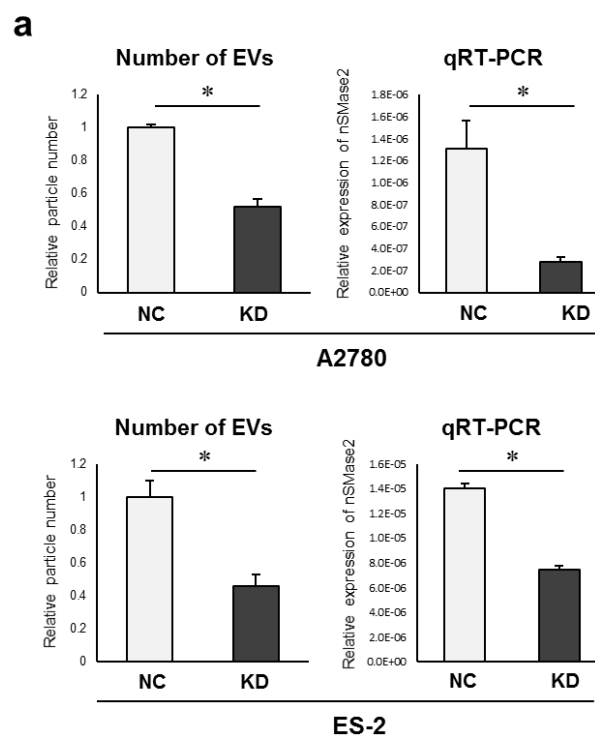 a
Number of EVs
qRT-PCR
Relative particle number
1.2
1
0.8
0.6
0.4
0.2
0
*
NC
KD
Relative expression of nSMase2
1.8E-06
1.6E-06
1.4E-06
1.2E-06
1.0E-06
8.0E-07
6.0E-07
4.0E-07
2.0E-07
0.0E+00
*
NC
KD
A2780
Number of EVs
qRT-PCR
Relative particle number
1.2
1
0.8
0.6
0.4
0.2
0
*
NC
KD
Relative expression of nSMase2
1.6E-05
1.4E-05
1.2E-05
1.0E-05
8.0E-06
6.0E-06
4.0E-06
2.0E-06
0.0E+00
*
NC
KD
ES-2